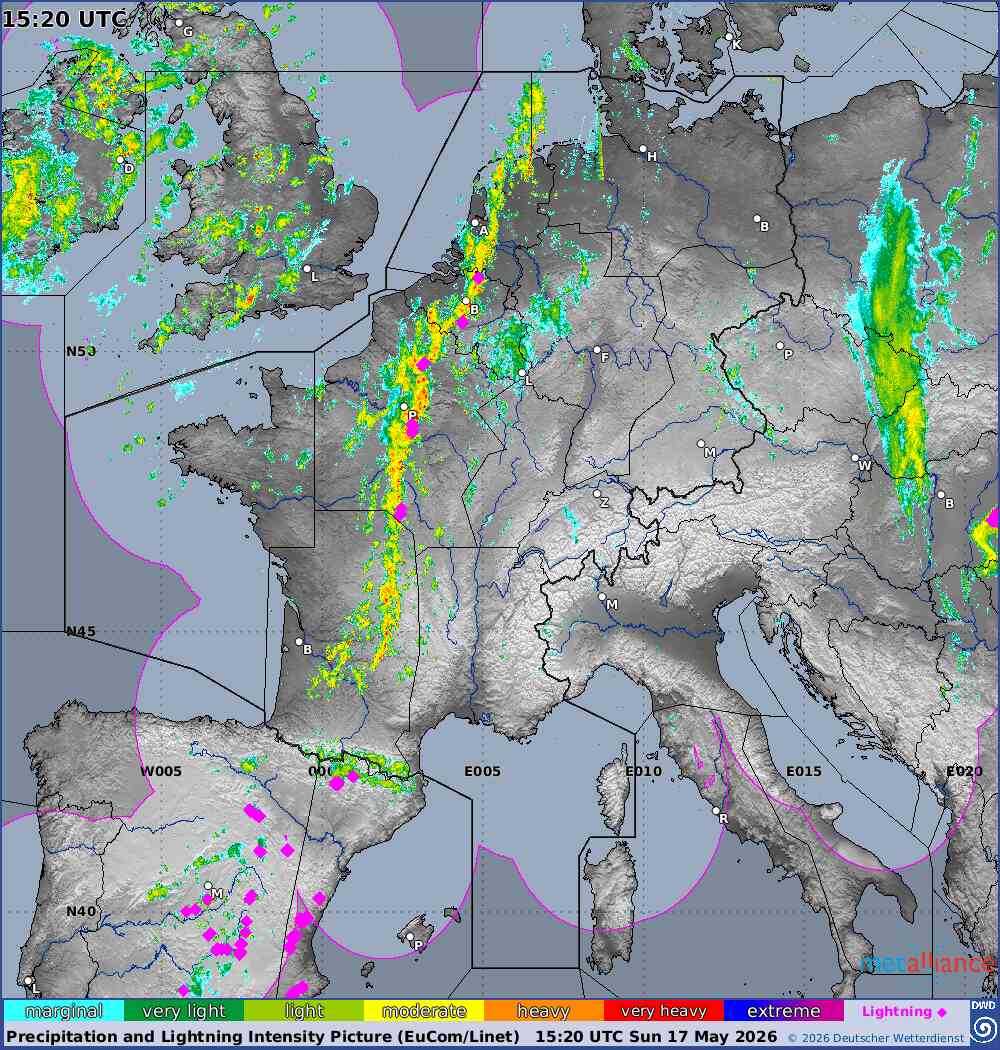 15:20 UTC
G
K
D
H
A
B
L
B
N50
F
P
L
P
M
W
Z
B
M
N45
B
W005
000
E005
E010
E015
E020
R
M
N40
P
L
metalliance
marginal very light light moderate heavy very heavy extreme Lightning
DWD
Precipitation and Lightning Intensity Picture (EuCom/Linet) 15:20 UTC Sun 17 May 2026 © 2026 Deutscher Wetterdienst